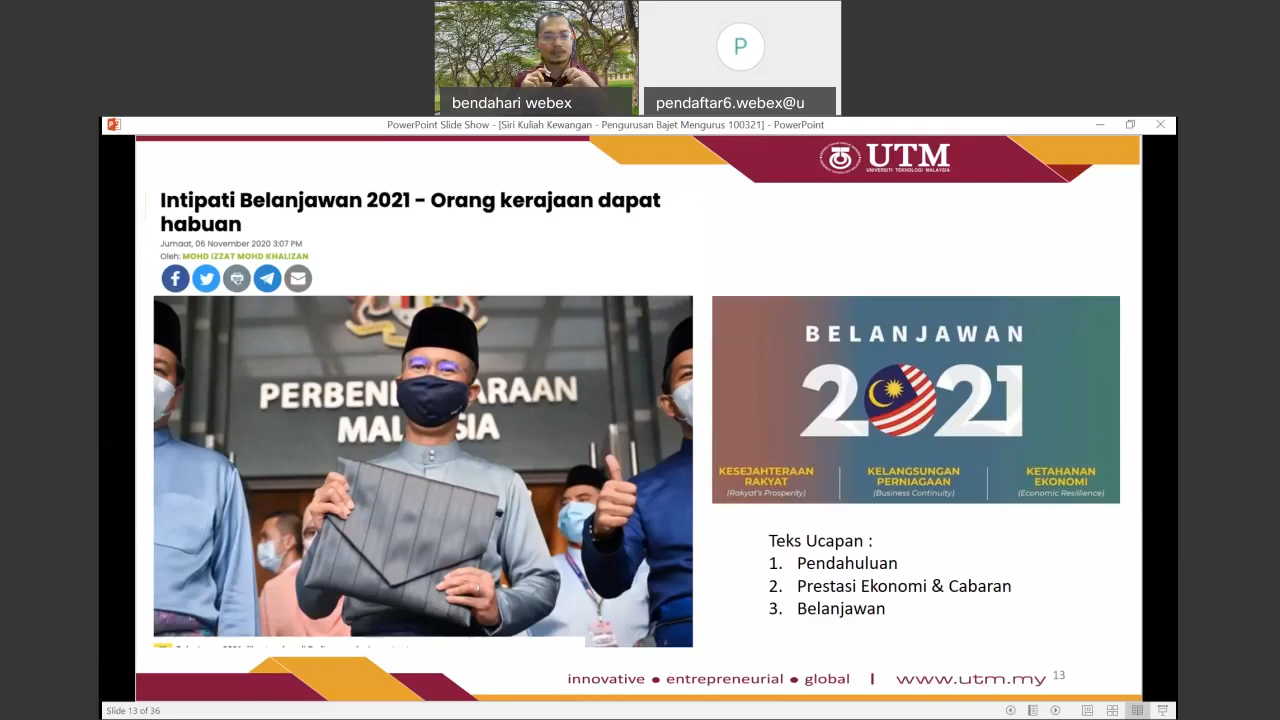 bendahari webex
pendaftar6.webex@u
P
PowerPoint Slide Show - [Siri Kuliah Kewangan - Pengurusan Bajet Mengurus 100321] - PowerPoint
UTM
UNIVERSITI TEKNOLOGI MALAYSIA
Intipati Belanjawan 2021 - Orang kerajaan dapat
habuan
Jumaat, 06 November 2020 3:07 PM
Oleh: MOHD IZZAT MOHD KHALIZAN
PERBEN ARAAN
MAL SIA
BELANJAWAN
2021
KESEJAHTERAAN
RAKYAT
(Rakyat's Prosperity)
KELANGSUNGAN
PERNIAGAAN
(Business Continuity)
KETAHANAN
EKONOMI
(Economic Resillience)
Teks Ucapan :
1. Pendahuluan
2. Prestasi Ekonomi & Cabaran
3. Belanjawan
innovative ● entrepreneurial ● global | www.utm.my
13
Slide 13 of 36